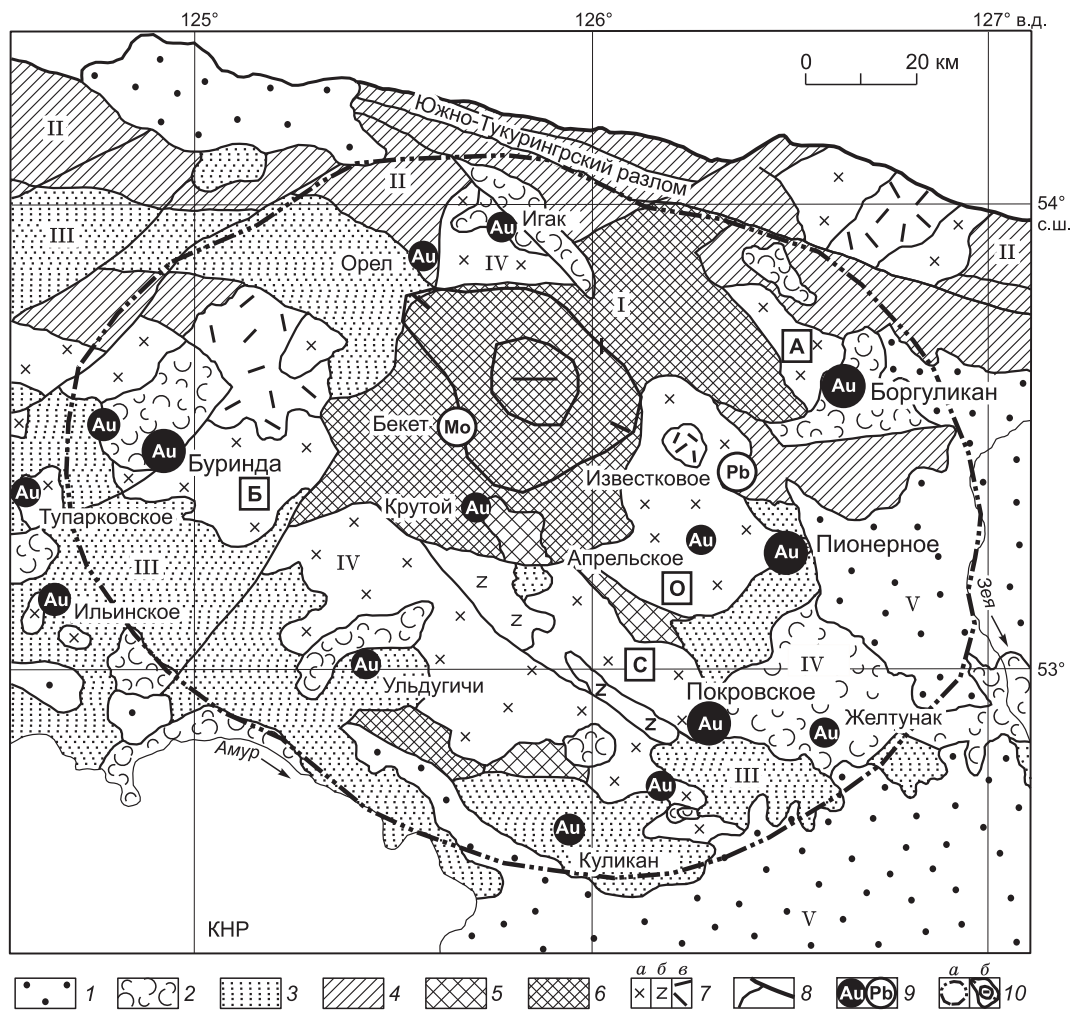 125° 126° 127° в.д.
0 20 км
Южно-Тукурингрский разлом
II
II
54°
с.ш.
Au Игак
III
II
Орел Au
IV
I
А
Au Боргуликан
Au
Бекет Mo
Au
Буринда
Pb
Известковое
Б
Au
Тупарковское
Крутой Au
Au
Апрельское
Au Пионерное
III
IV
О
V
Зея
Au
Ильинское
z
z
С
IV
53°
Au
Ульдугичи
z
Покровское
Au
z
Желтунак
Au
Амур
III
Au
Au
Куликан
V
КНР
а б в а б
1 2 3 4 5 6 x z 7 8 Au Pb 9 10